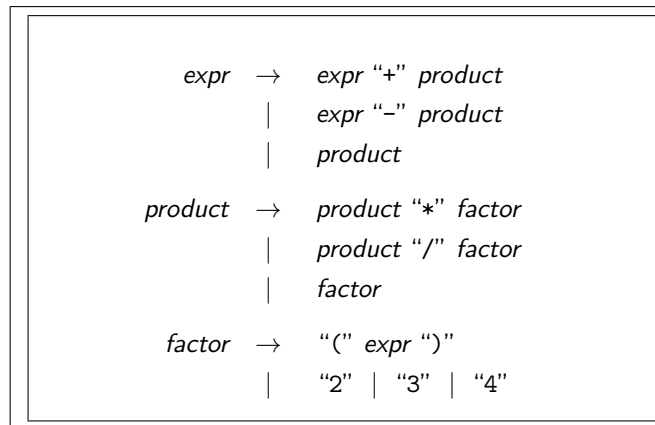 expr → expr “+” product
| expr “-” product
| product
product → product “*” factor
| product “/” factor
| factor
factor → “(” expr “)”
| “2” | “3” | “4”